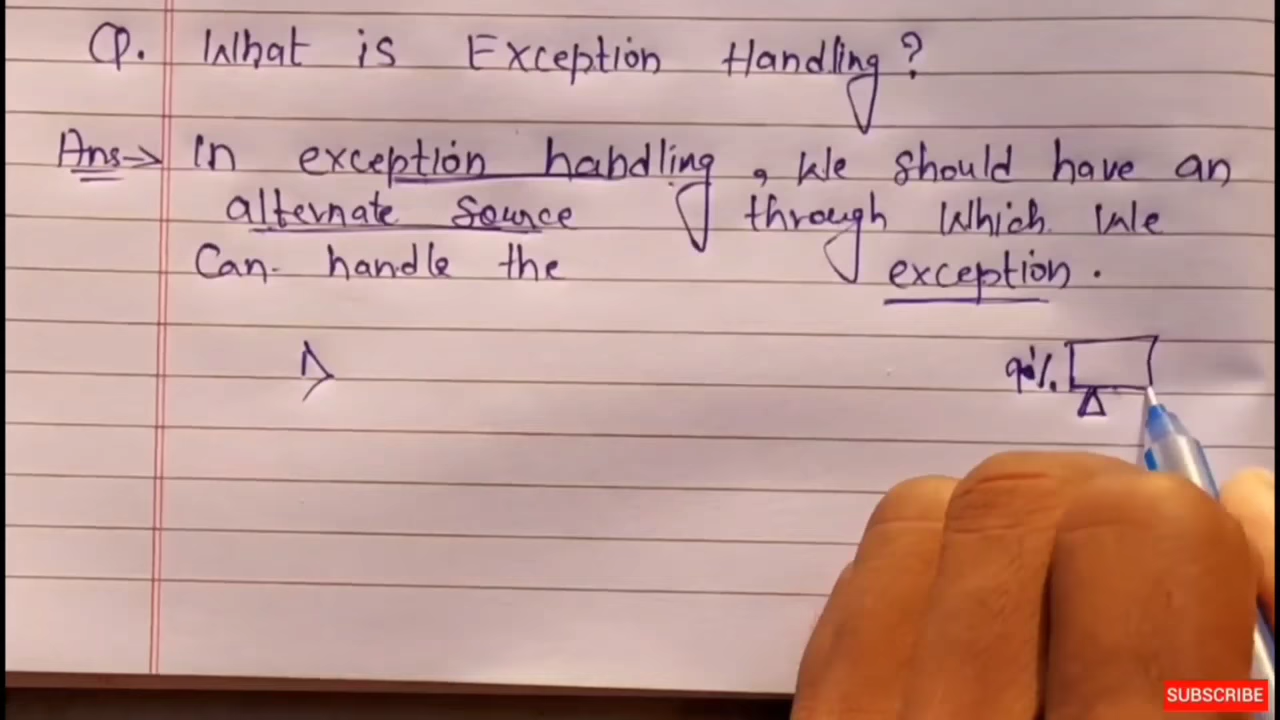 Q. What is Exception Handling?
Ans→ In exception handling, we should have an
alternate source through which we
Can. handle the exception.
90%.
SUBSCRIBE